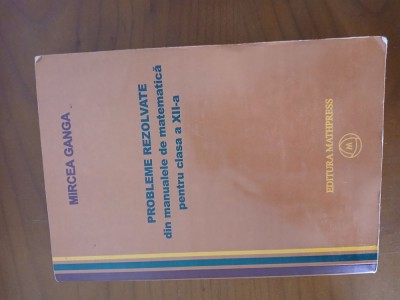 MIRCEA GANGA
PROBLEME REZOLVATE
din manualele de matematică
pentru clasa a XII-a
EDITURA MATHPRESS